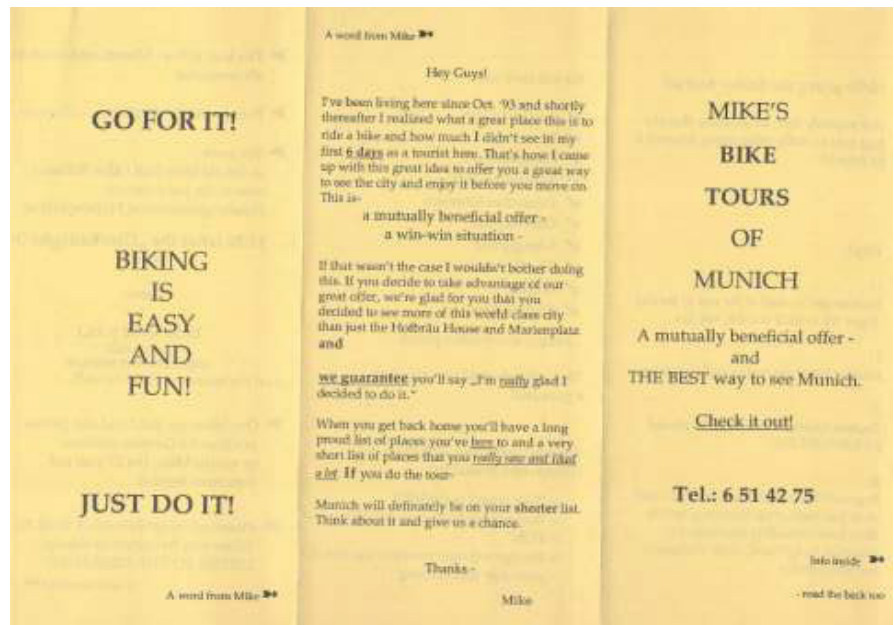 GO FOR IT!
BIKING
IS
EASY
AND
FUN!
JUST DO IT!
A word from Mike
A word from Mike
Hey Guys!
I've been living here since Oct. '93 and shortly
thereafter I realized what a great place this is to
ride a bike and how much I didn't see in my
first 6 days as a tourist here. That's how I came
up with this great idea to offer you a great way
to see the city and enjoy it before you move on.
This is-
a mutually beneficial offer -
a win-win situation -
If that wasn't the case I wouldn't bother doing
this. If you decide to take advantage of our
great offer, we're glad for you that you
decided to see more of this world class city
than just the Hofbräu House and Marienplatz
and
we guarantee you'll say „I'm really glad I
decided to do it.“
When you get back home you'll have a long
proud list of places you've been to and a very
short list of places that you really saw and liked
a lot. If you do the tour-
Munich will definately be on your shorter list.
Think about it and give us a chance.
Thanks -
Mike
MIKE'S
BIKE
TOURS
OF
MUNICH
A mutually beneficial offer -
and
THE BEST way to see Munich.
Check it out!
Tel.: 6 51 42 75
Info inside
- read the back too